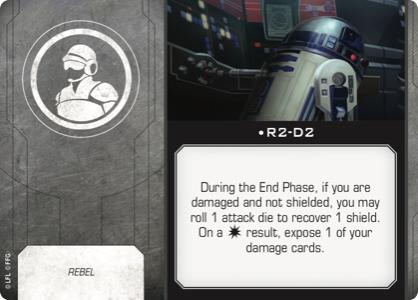 •R2-D2
During the End Phase, if you are
damaged and not shielded, you may
roll 1 attack die to recover 1 shield.
On a result, expose 1 of your
damage cards.
REBEL
© LFL © FFG